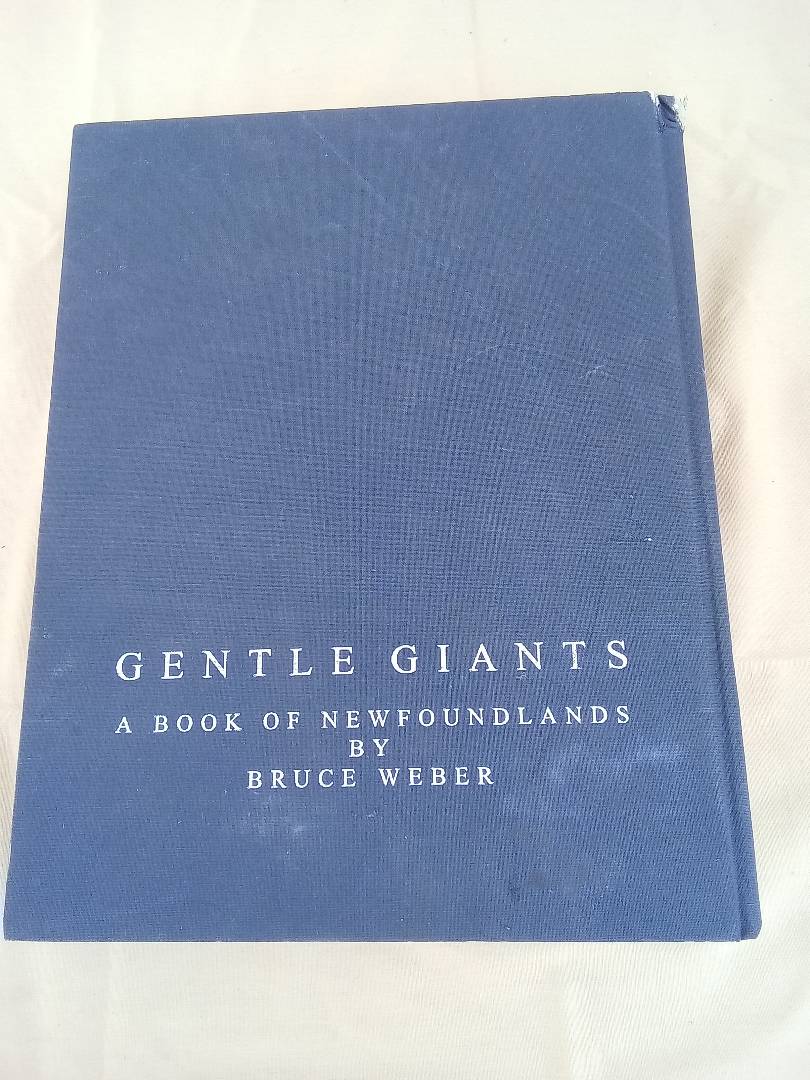 GENTLE GIANTS
A BOOK OF NEWFOUNDLANDS
BY
BRUCE WEBER